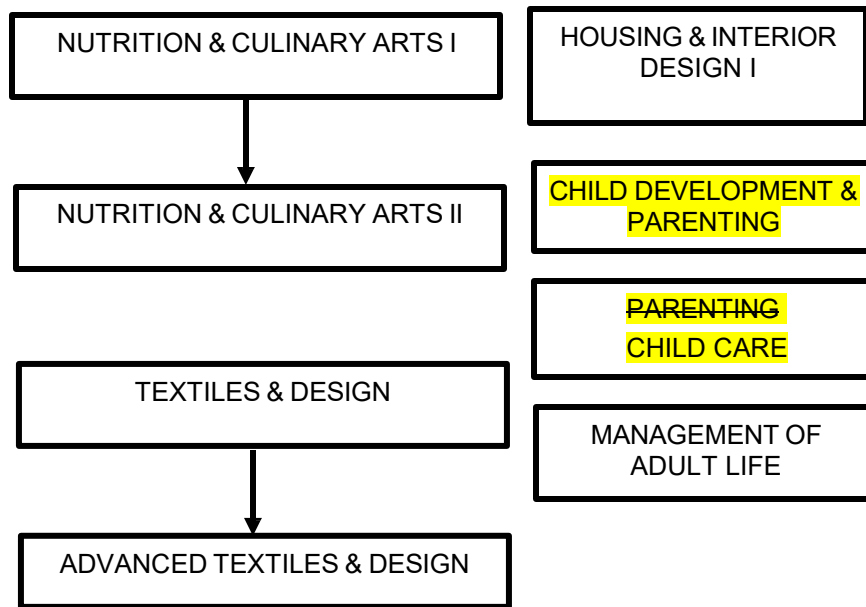 NUTRITION & CULINARY ARTS I
NUTRITION & CULINARY ARTS II
TEXTILES & DESIGN
ADVANCED TEXTILES & DESIGN
HOUSING & INTERIOR
DESIGN I
CHILD DEVELOPMENT &
PARENTING
PARENTING
CHILD CARE
MANAGEMENT OF
ADULT LIFE